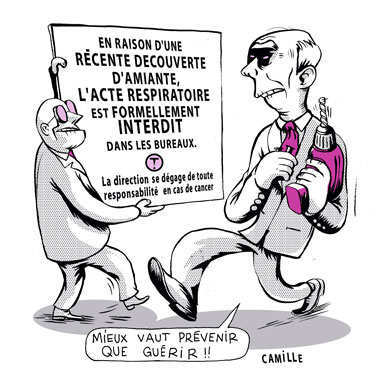 EN RAISON D'UNE
RÉCENTE DECOUVERTE
D'AMIANTE,
L'ACTE RESPIRATOIRE
EST FORMELLEMENT
INTERDIT
DANS LES BUREAUX.
T
La direction se dégage de toute
responsabilité en cas de cancer
MIEUX VAUT PRÉVENIR
QUE GUÉRIR !!
CAMILLE